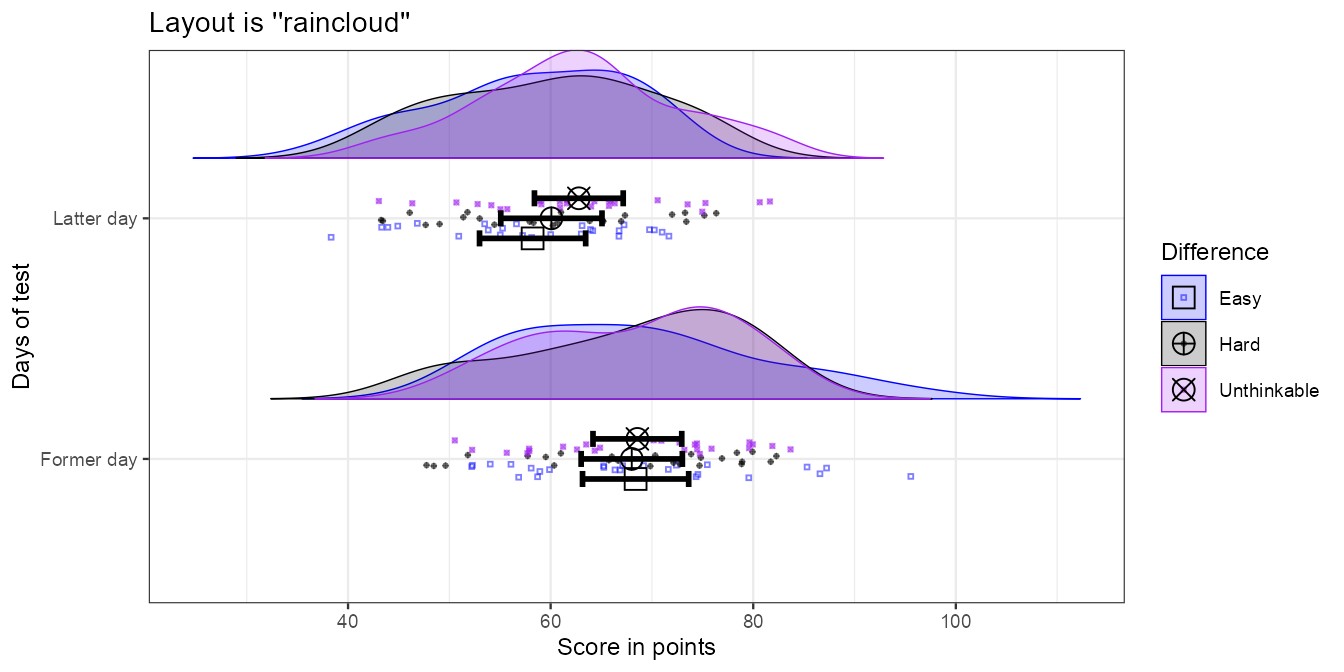 Layout is ''raincloud''
Days of test
Latter day
Former day
40 60 80 100
Score in points
Difference
Easy
Hard
Unthinkable